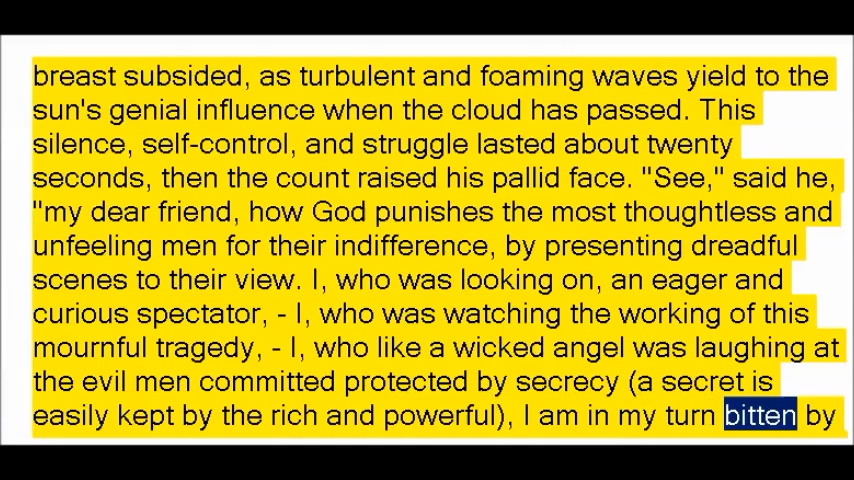 breast subsided, as turbulent and foaming waves yield to the
sun's genial influence when the cloud has passed. This
silence, self-control, and struggle lasted about twenty
seconds, then the count raised his pallid face. "See," said he,
"my dear friend, how God punishes the most thoughtless and
unfeeling men for their indifference, by presenting dreadful
scenes to their view. I, who was looking on, an eager and
curious spectator, - I, who was watching the working of this
mournful tragedy, - I, who like a wicked angel was laughing at
the evil men committed protected by secrecy (a secret is
easily kept by the rich and powerful), I am in my turn bitten by